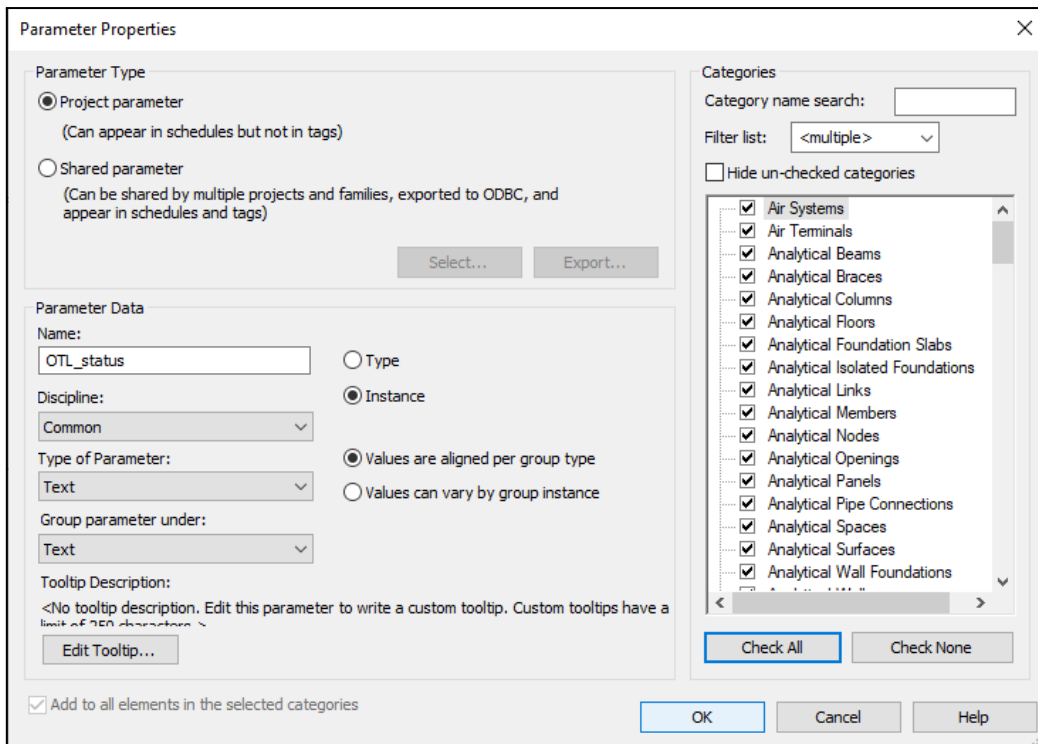 Parameter Properties
Parameter Type
Project parameter
(Can appear in schedules but not in tags)
Shared parameter
(Can be shared by multiple projects and families, exported to ODBC, and
appear in schedules and tags)
Select...
Export...
Parameter Data
Name:
OTL_status
Type
Discipline:
Instance
Common
Type of Parameter:
Values are aligned per group type
Text
Values can vary by group instance
Group parameter under:
Text
Tooltip Description:
<No tooltip description. Edit this parameter to write a custom tooltip. Custom tooltips have a
limit of 250 characters. >
Edit Tooltip...
Add to all elements in the selected categories
Categories
Category name search:
Filter list:
<multiple>
Hide un-checked categories
Air Systems
Air Terminals
Analytical Beams
Analytical Braces
Analytical Columns
Analytical Floors
Analytical Foundation Slabs
Analytical Isolated Foundations
Analytical Links
Analytical Members
Analytical Nodes
Analytical Openings
Analytical Panels
Analytical Pipe Connections
Analytical Spaces
Analytical Surfaces
Analytical Wall Foundations
Check All
Check None
OK
Cancel
Help